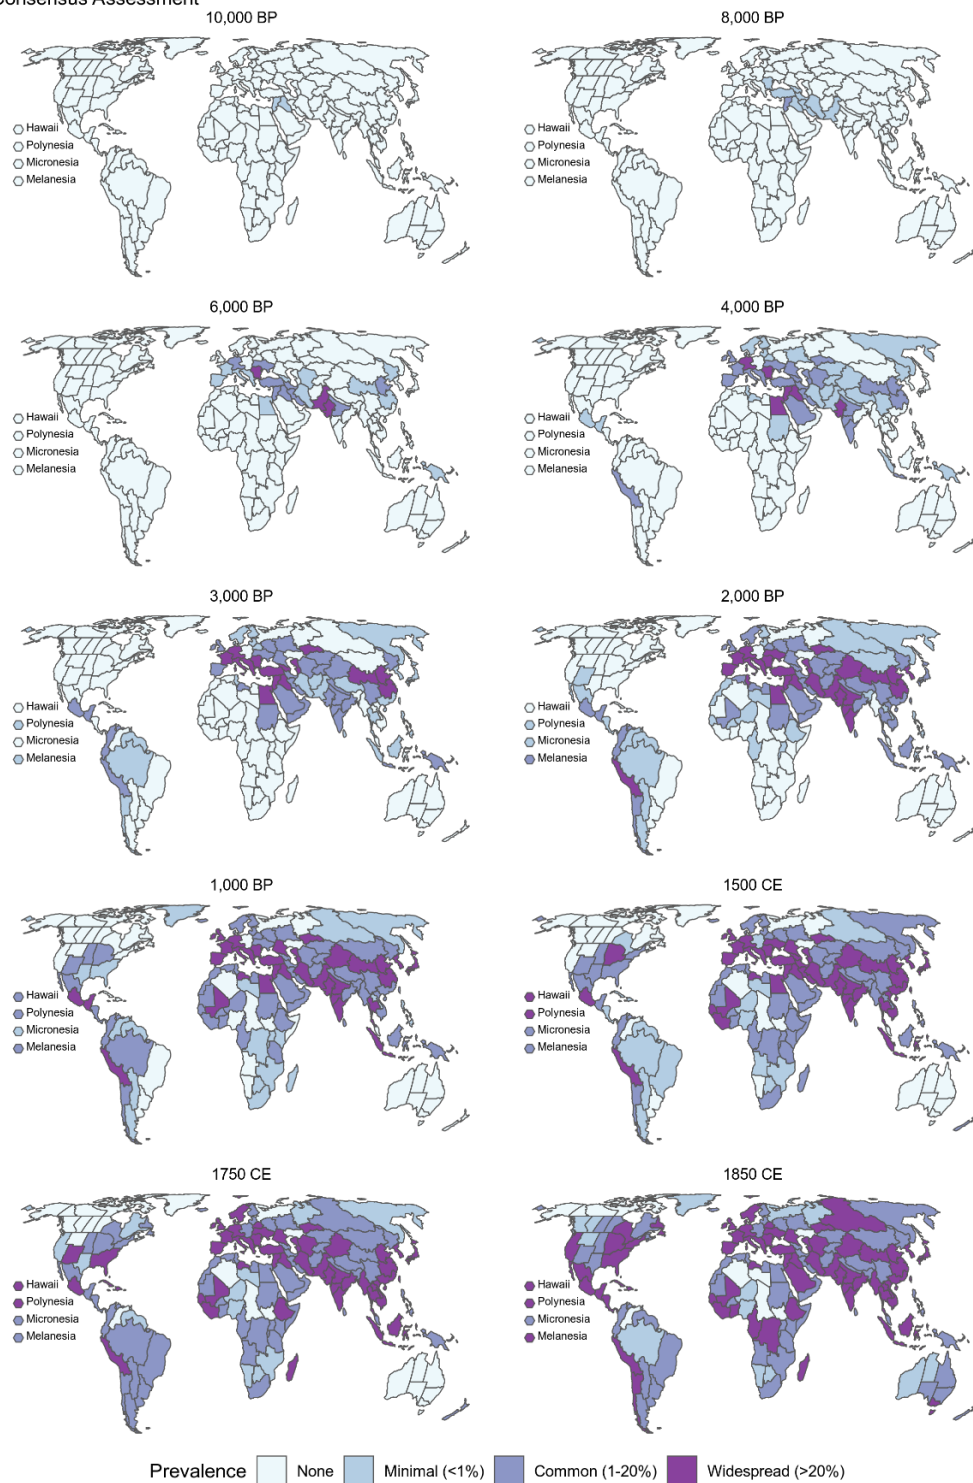 Consensus Assessment
10,000 BP
8,000 BP
Hawaii
Polynesia
Micronesia
Melanesia
Hawaii
Polynesia
Micronesia
Melanesia
6,000 BP
4,000 BP
Hawaii
Polynesia
Micronesia
Melanesia
Hawaii
Polynesia
Micronesia
Melanesia
3,000 BP
2,000 BP
Hawaii
Polynesia
Micronesia
Melanesia
Hawaii
Polynesia
Micronesia
Melanesia
1,000 BP
1500 CE
Hawaii
Polynesia
Micronesia
Melanesia
Hawaii
Polynesia
Micronesia
Melanesia
1750 CE
1850 CE
Hawaii
Polynesia
Micronesia
Melanesia
Hawaii
Polynesia
Micronesia
Melanesia
Prevalence None Minimal (<1%) Common (1-20%) Widespread (>20%)